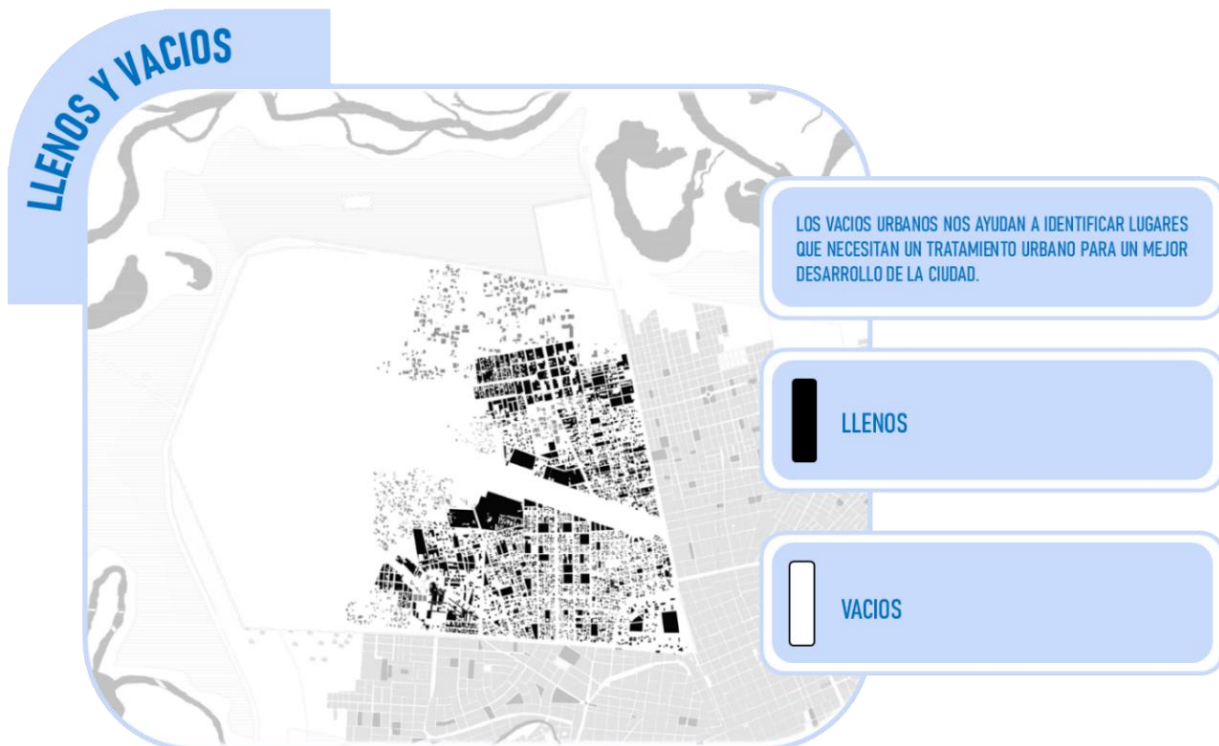 LLENOS Y VACIOS
LOS VACIOS URBANOS NOS AYUDAN A IDENTIFICAR LUGARES
QUE NECESITAN UN TRATAMIENTO URBANO PARA UN MEJOR
DESARROLLO DE LA CIUDAD.
LLENOS
VACIOS